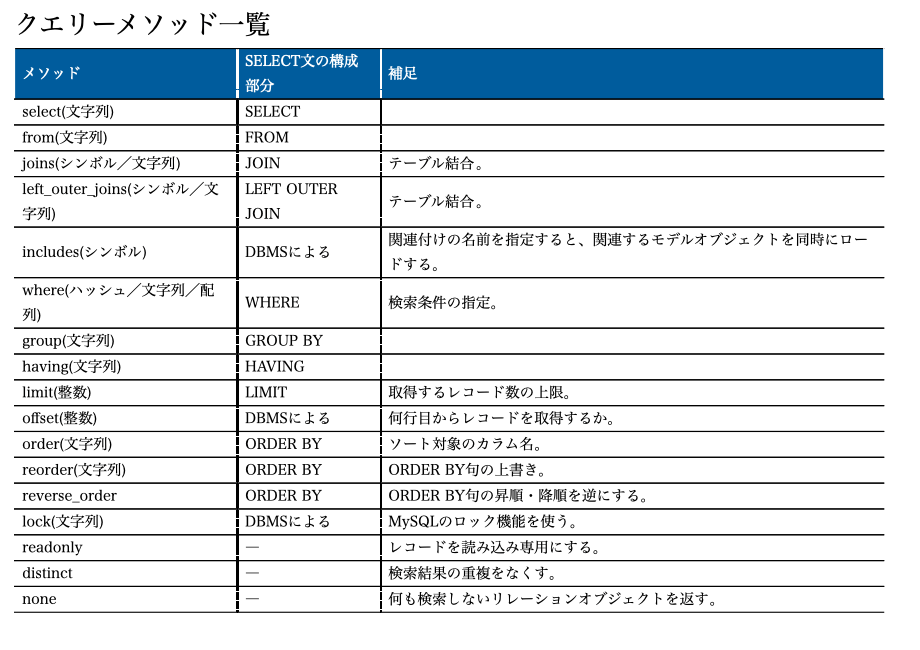 クエリーメソッド一覧
メソッド SELECT文の構成部分 補足
select(文字列) SELECT
from(文字列) FROM
joins(シンボル／文字列) JOIN テーブル結合。
left_outer_joins(シンボル／文字列) LEFT OUTER JOIN テーブル結合。
includes(シンボル) DBMSによる 関連付けの名前を指定すると、関連するモデルオブジェクトを同時にロードする。
where(ハッシュ／文字列／配列) WHERE 検索条件の指定。
group(文字列) GROUP BY
having(文字列) HAVING
limit(整数) LIMIT 取得するレコード数の上限。
offset(整数) DBMSによる 何行目からレコードを取得するか。
order(文字列) ORDER BY ソート対象のカラム名。
reorder(文字列) ORDER BY ORDER BY句の上書き。
reverse_order ORDER BY ORDER BY句の昇順・降順を逆にする。
lock(文字列) DBMSによる MySQLのロック機能を使う。
readonly — レコードを読み込み専用にする。
distinct — 検索結果の重複をなくす。
none — 何も検索しないリレーションオブジェクトを返す。